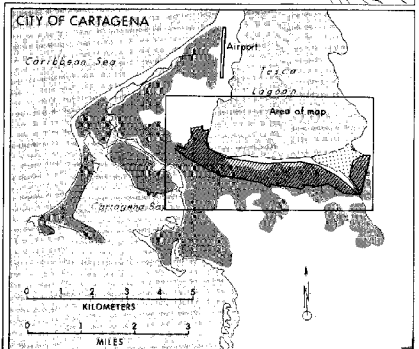 CITY OF CARTAGENA
Airport
Caribbean Sea
Tesca
Lagoon
Area of map
Cartagena Bay
0 1 2 3 4 5
KILOMETERS
0 1 2 3
MILES